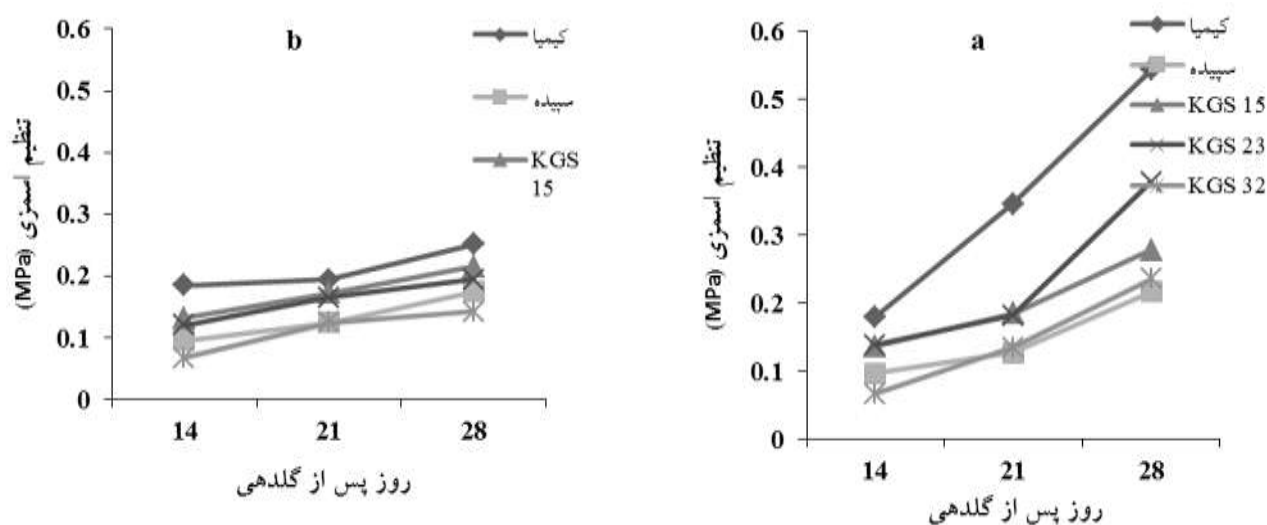 b
0.6
0.5
0.4
0.3
0.2
0.1
0
14 21 28
روز پس از گلدهی
تنظیم اسمزی (MPa)
کیمیا
سپیده
KGS
15
a
0.6
0.5
0.4
0.3
0.2
0.1
0
14 21 28
روز پس از گلدهی
تنظیم اسمزی (MPa)
کیمیا
سپیده
KGS 15
KGS 23
KGS 32